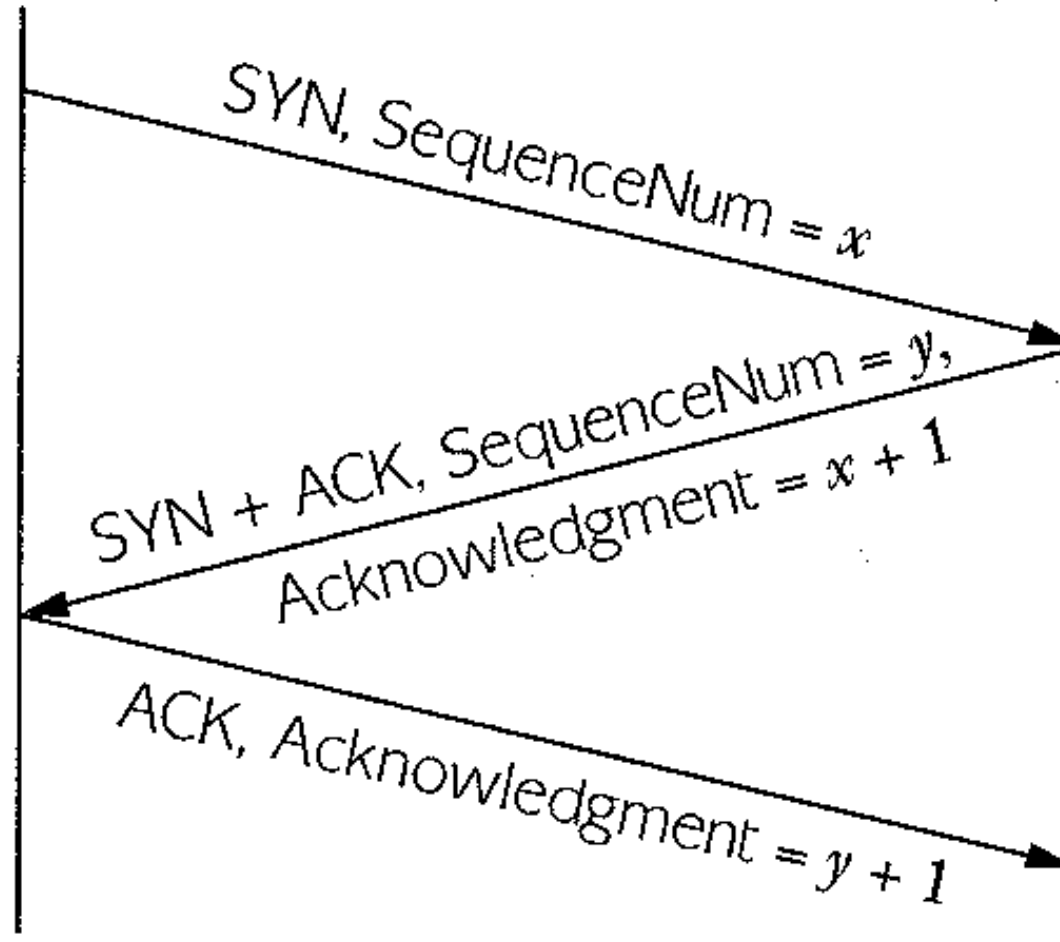 SYN, SequenceNum = x
SYN + ACK, SequenceNum = y,
Acknowledgment = x + 1
ACK, Acknowledgment = y + 1